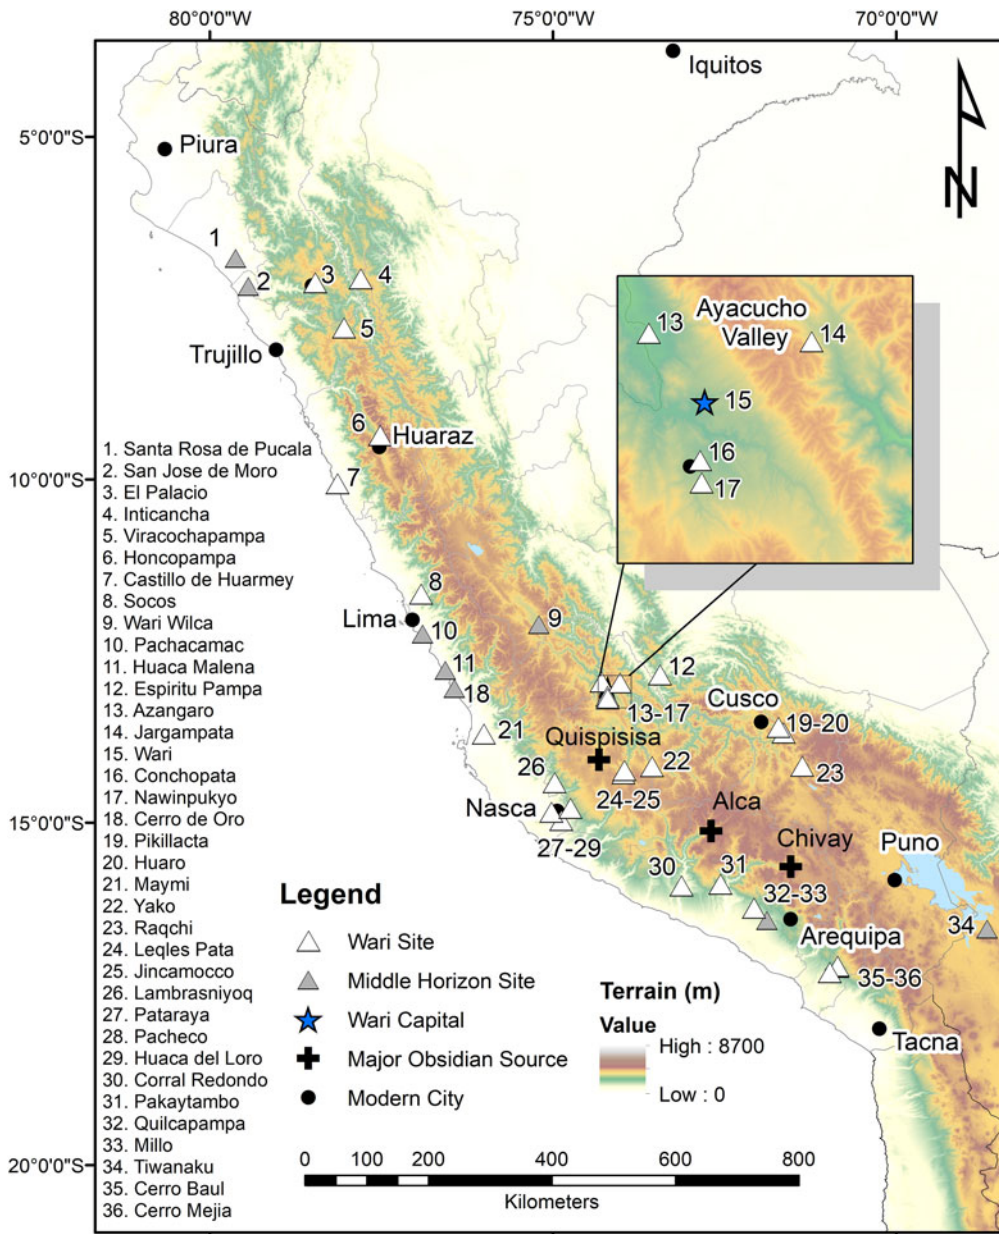 80°0'0"W 75°0'0"W 70°0'0"W
Iquitos
5°0'0"S
Piura
N
1
2
3
4
5
Ayacucho
Valley
13
14
15
16
17
Trujillo
6
Huaraz
7
10°0'0"S
1. Santa Rosa de Pucala
2. San Jose de Moro
3. El Palacio
4. Inticancha
5. Viracochapampa
6. Honcopampa
7. Castillo de Huarmey
8. Socos
9. Wari Wilca
10. Pachacamac
11. Huaca Malena
12. Espiritu Pampa
13. Azangaro
14. Jargampata
15. Wari
16. Conchopata
17. Nawinpukyo
18. Cerro de Oro
19. Pikillacta
20. Huaro
21. Maymi
22. Yako
23. Raqchi
24. Leqles Pata
25. Jincamocco
26. Lambrasniyoq
27. Pataraya
28. Pacheco
29. Huaca del Loro
30. Corral Redondo
31. Pakaytambo
32. Quilcapampa
33. Millo
34. Tiwanaku
35. Cerro Baul
36. Cerro Mejia
8
Lima
9
10
11
18
12
13-17
Cusco
19-20
21
Quispisisa
22
23
26
24-25
Nasca
Alca
15°0'0"S
27-29
Chivay
Puno
30
31
32-33
34
Arequipa
35-36
Tacna
Legend
Wari Site
Middle Horizon Site
Wari Capital
Major Obsidian Source
Modern City
Terrain (m)
Value
High : 8700
Low : 0
20°0'0"S
0 100 200 400 600 800
Kilometers